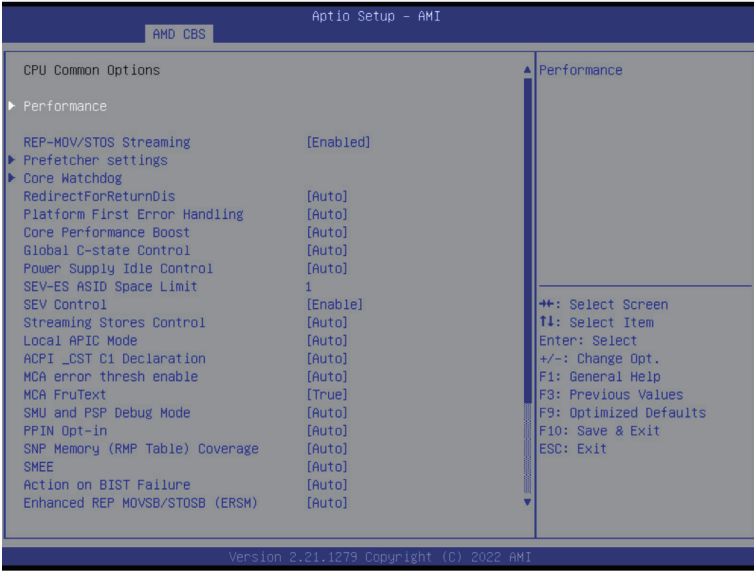 Aptio Setup – AMI
AMD CBS
CPU Common Options
Performance
REP-MOV/STOS Streaming [Enabled]
Prefetcher settings
Core Watchdog
RedirectForReturnDis [Auto]
Platform First Error Handling [Auto]
Core Performance Boost [Auto]
Global C-state Control [Auto]
Power Supply Idle Control [Auto]
SEV-ES ASID Space Limit 1
SEV Control [Enable]
Streaming Stores Control [Auto]
Local APIC Mode [Auto]
ACPI _CST C1 Declaration [Auto]
MCA error thresh enable [Auto]
MCA FruText [True]
SMU and PSP Debug Mode [Auto]
PPIN Opt-in [Auto]
SNP Memory (RMP Table) Coverage [Auto]
SMEE [Auto]
Action on BIST Failure [Auto]
Enhanced REP MOVSB/STOSB (ERSM) [Auto]
Performance
→←: Select Screen
↑↓: Select Item
Enter: Select
+/-: Change Opt.
F1: General Help
F3: Previous Values
F9: Optimized Defaults
F10: Save & Exit
ESC: Exit
Version 2.21.1279 Copyright (C) 2022 AMI